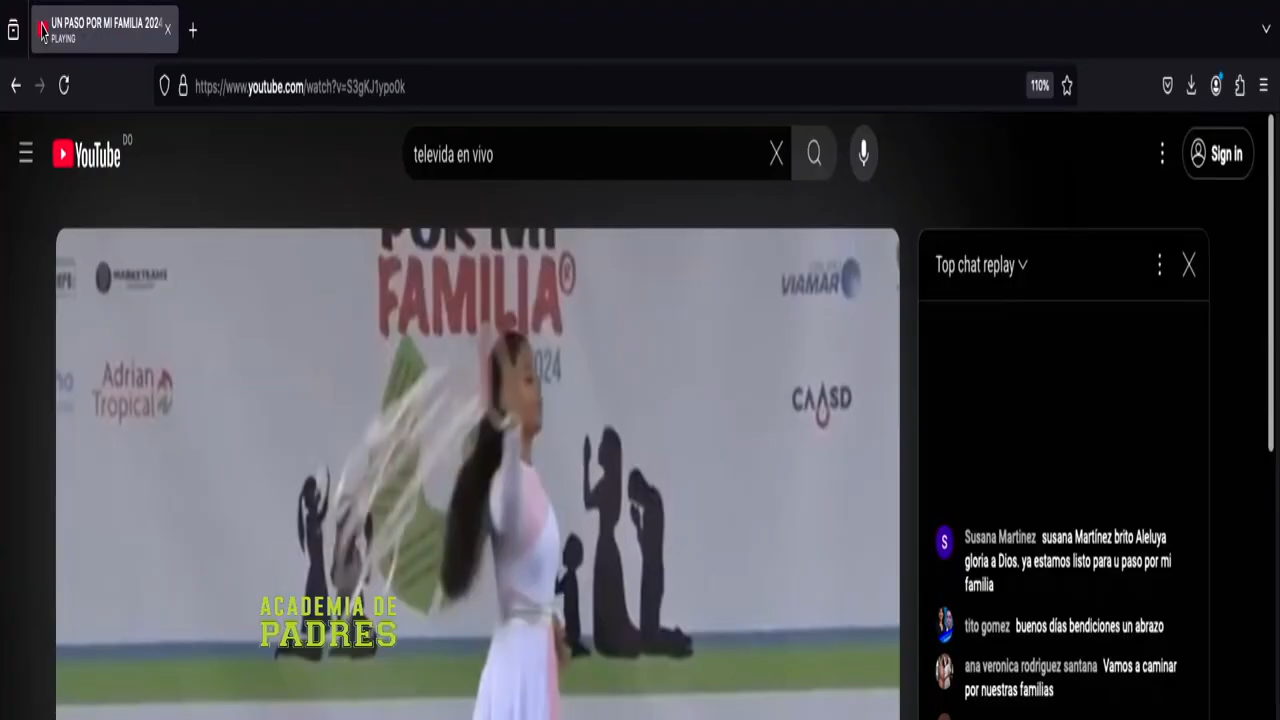 UN PASO POR MI FAMILIA 2024
PLAYING
https://www.youtube.com/watch?v=S3gKJ1ypo0k
110%
YouTube DO
televida en vivo
Sign in
POR MI
FAMILIA®
2024
MARKETRANS
VIAMAR
Adrian
Tropical
CAASD
ACADEMIA DE
PADRES
Top chat replay
S
Susana Martinez susana Martínez brito Aleluya
gloria a Dios. ya estamos listo para u paso por mi
familia
tito gomez buenos días bendiciones un abrazo
ana veronica rodriguez santana Vamos a caminar
por nuestras familias